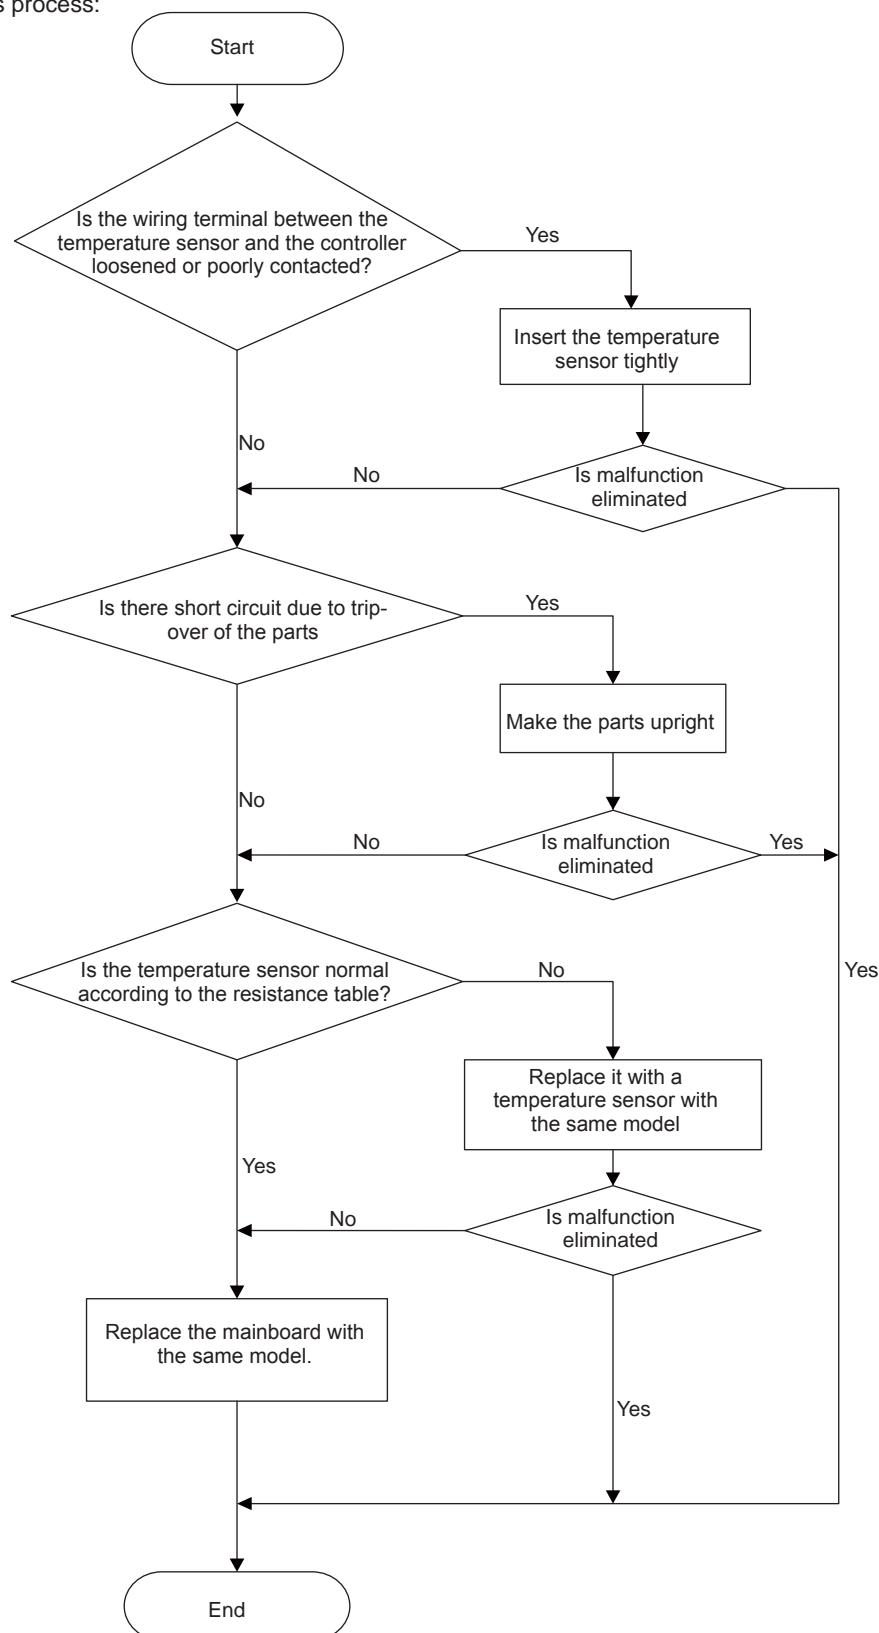 s process:
Start
Is the wiring terminal between the
temperature sensor and the controller
loosened or poorly contacted?
Yes
Insert the temperature
sensor tightly
No
No
Is malfunction
eliminated
Is there short circuit due to trip-
over of the parts
Yes
Make the parts upright
No
No
Is malfunction
eliminated
Yes
Is the temperature sensor normal
according to the resistance table?
No
Yes
Replace it with a
temperature sensor with
the same model
Yes
No
Is malfunction
eliminated
Replace the mainboard with
the same model.
Yes
End